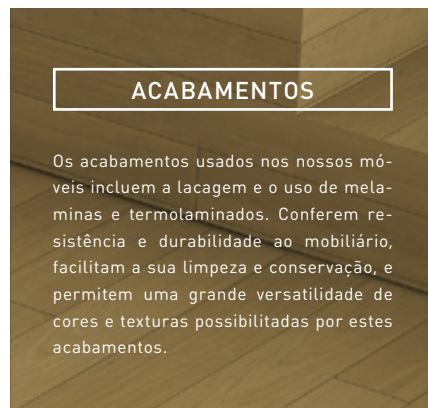 ACABAMENTOS
Os acabamentos usados nos nossos mó-
veis incluem a lacagem e o uso de mela-
minas e termolaminados. Conferem re-
sistência e durabilidade ao mobiliário,
facilitam a sua limpeza e conservação, e
permitem uma grande versatilidade de
cores e texturas possibilitadas por estes
acabamentos.